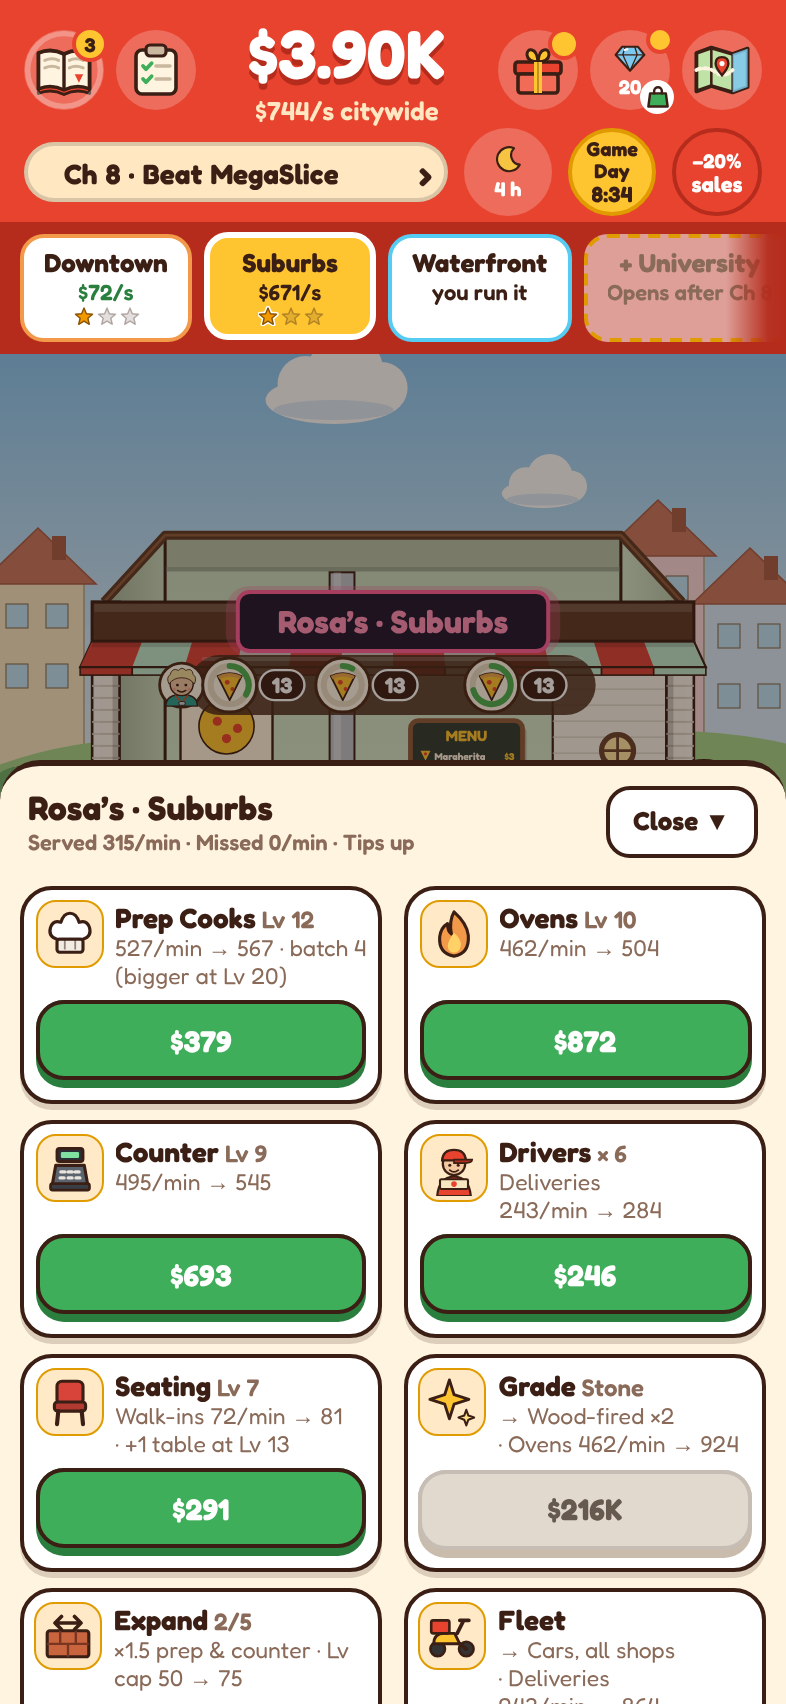 3
$3.90K
$744/s citywide
20
Ch 8 · Beat MegaSlice
4 h
Game
Day
8:34
-20%
sales
Downtown
$72/s
Suburbs
$671/s
Waterfront
you run it
+ University
Opens after Ch 8
Rosa's · Suburbs
13
13
13
MENU
Margherita $3
Rosa's · Suburbs
Served 315/min · Missed 0/min · Tips up
Close ▼
Prep Cooks Lv 12
527/min → 567 · batch 4
(bigger at Lv 20)
$379
Ovens Lv 10
462/min → 504
$872
Counter Lv 9
495/min → 545
$693
Drivers × 6
Deliveries
243/min → 284
$246
Seating Lv 7
Walk-ins 72/min → 81
· +1 table at Lv 13
$291
Grade Stone
→ Wood-fired ×2
· Ovens 462/min → 924
$216K
Expand 2/5
×1.5 prep & counter · Lv
cap 50 → 75
Fleet
→ Cars, all shops
· Deliveries
243/min → 864